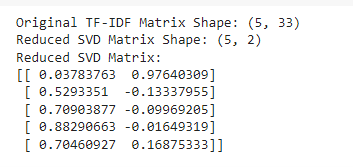 Original TF-IDF Matrix Shape: (5, 33)
Reduced SVD Matrix Shape: (5, 2)
Reduced SVD Matrix:
[[ 0.03783763  0.97640309]
 [ 0.5293351  -0.13337955]
 [ 0.70903877 -0.09969205]
 [ 0.88290663 -0.01649319]
 [ 0.70460927  0.16875333]]